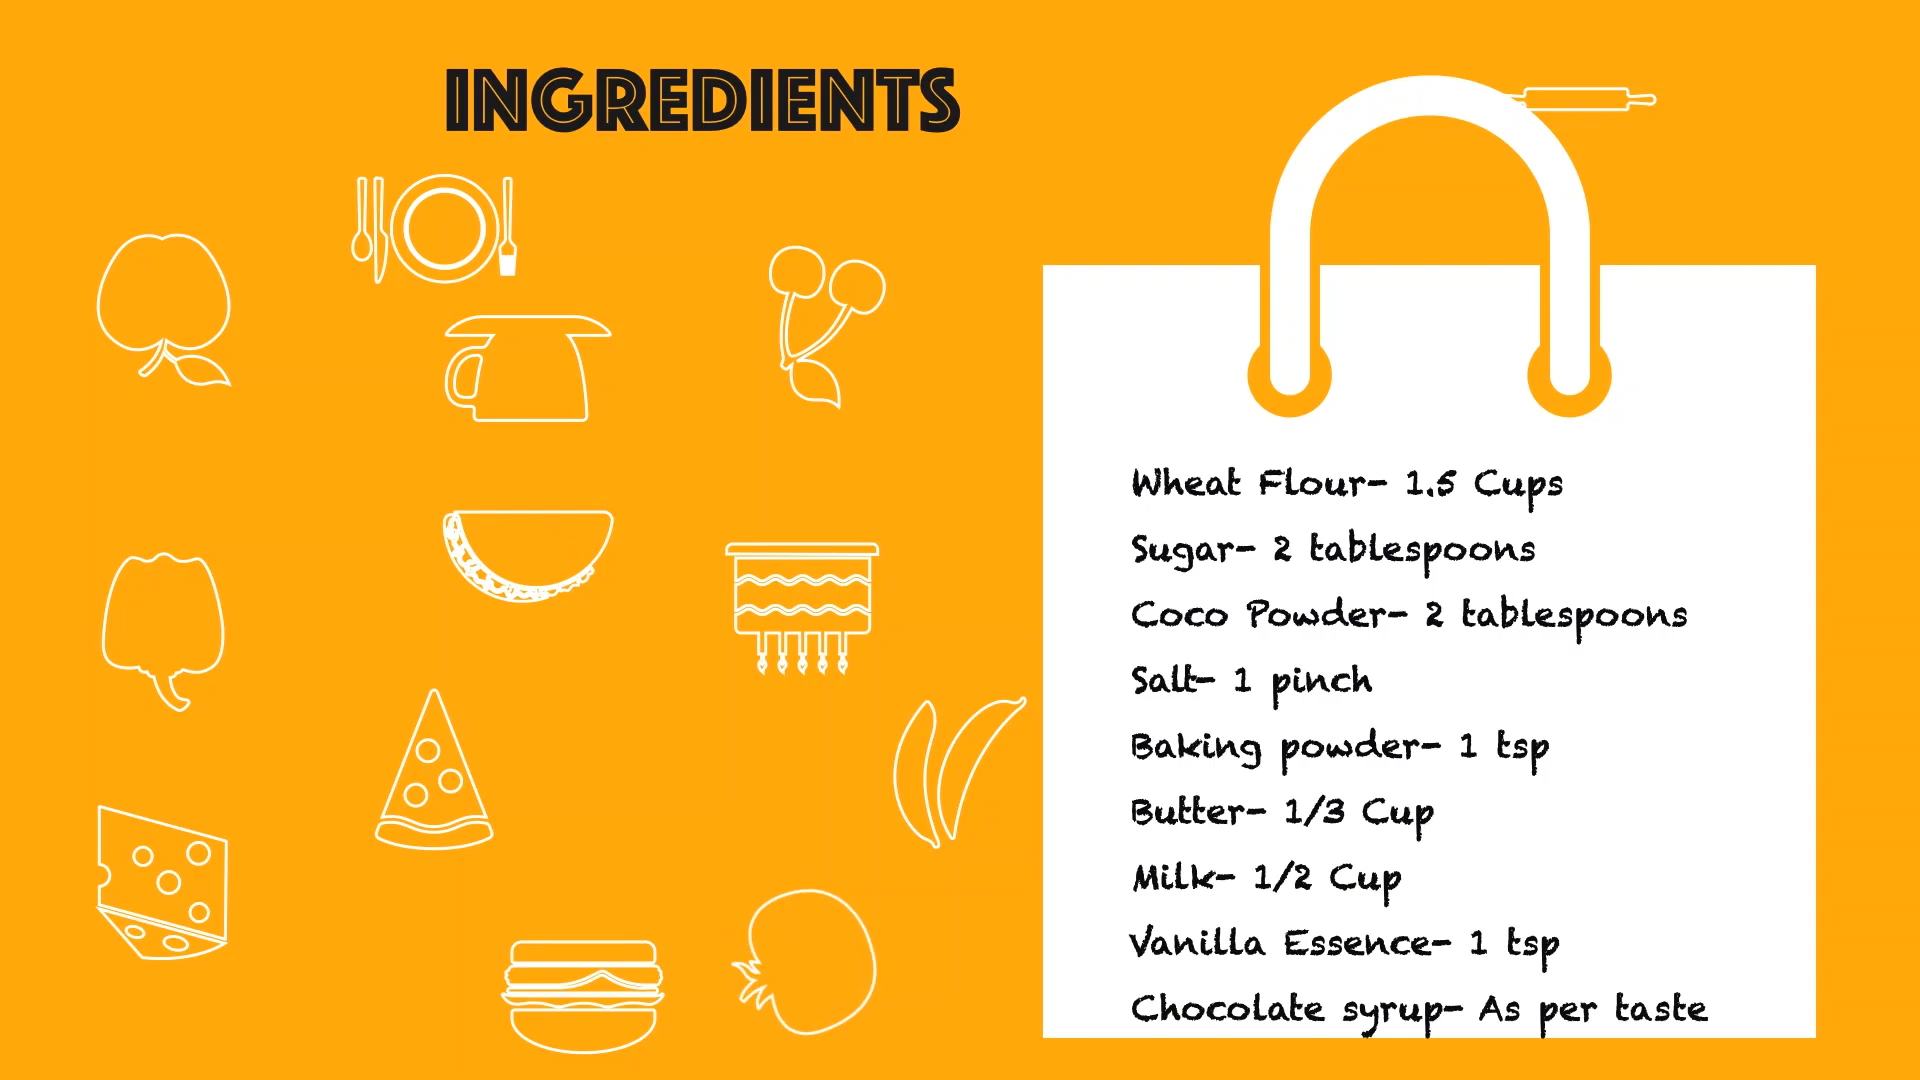 INGREDIENTS
Wheat Flour- 1.5 Cups
Sugar- 2 tablespoons
Coco Powder- 2 tablespoons
Salt- 1 pinch
Baking powder- 1 tsp
Butter- 1/3 Cup
Milk- 1/2 Cup
Vanilla Essence- 1 tsp
Chocolate syrup- As per taste